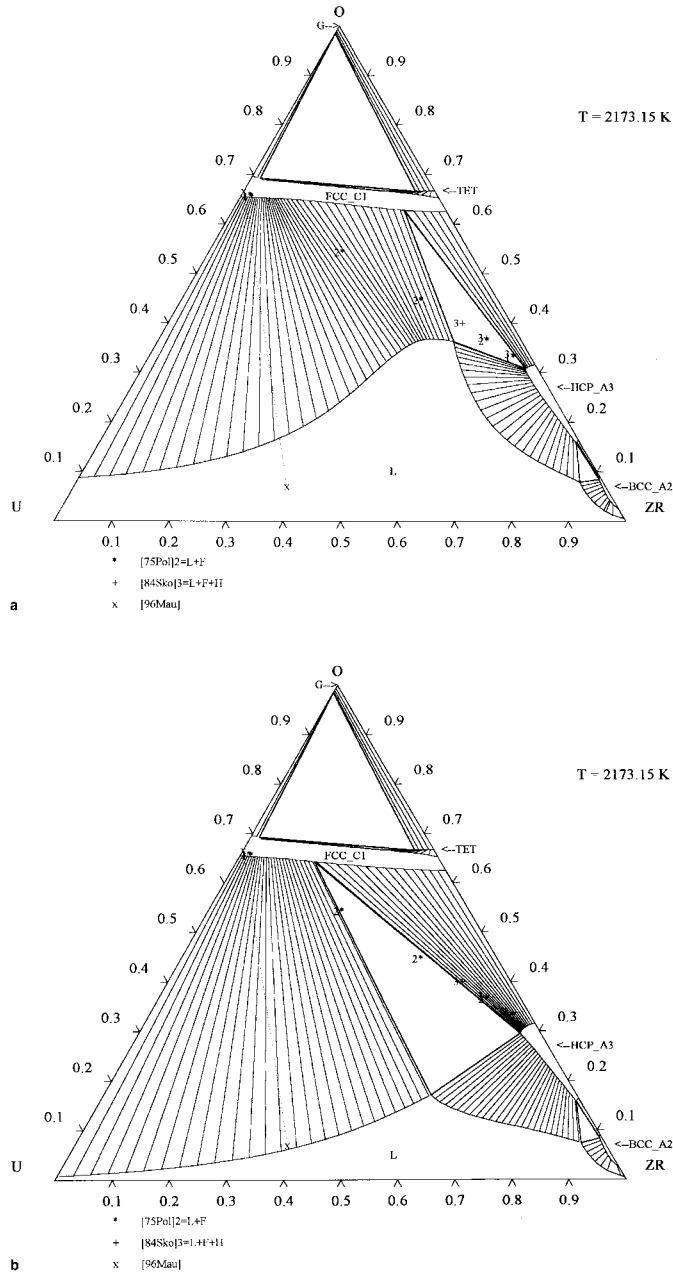 O
G-->
0.9 0.9
0.8 0.8
T = 2173.15 K
0.7 0.7
<--TET
FCC_C1
0.6 0.6
2*
0.5 0.5
2*
0.4 0.4
3+
0.3 0.3
<--HCP_A3
0.2 0.2
0.1 0.1
<--BCC_A2
L
x
U ZR
0.1 0.2 0.3 0.4 0.5 0.6 0.7 0.8 0.9
* [75Pol]2=L+F
+ [84Sko]3=L+F+H
x [96Mau]
a
O
G-->
0.9 0.9
0.8 0.8
T = 2173.15 K
0.7 0.7
<--TET
FCC_C1
0.6 0.6
2*
0.5 0.5
2*
0.4 0.4
3*
0.3 0.3
<--HCP_A3
0.2 0.2
0.1 0.1
<--BCC_A2
x
L
U ZR
0.1 0.2 0.3 0.4 0.5 0.6 0.7 0.8 0.9
* [75Pol]2=L+F
+ [84Sko]3=L+F+H
x [96Mau]
b